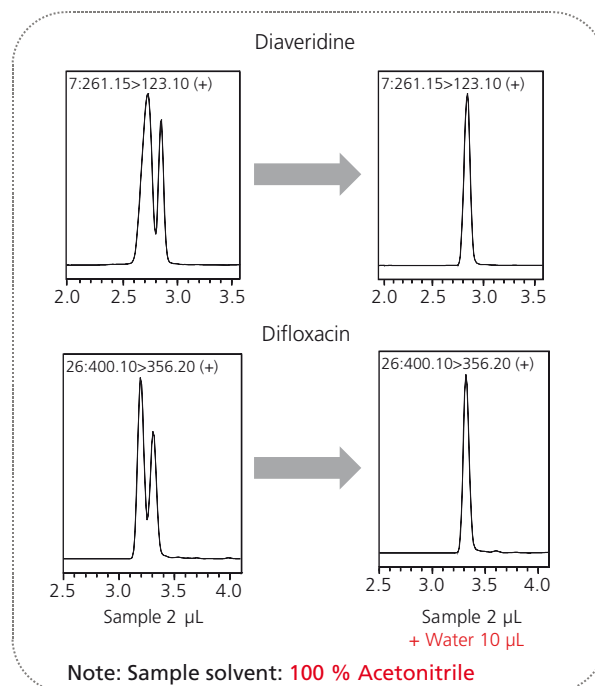 Diaveridine
7:261.15>123.10 (+)
7:261.15>123.10 (+)
2.0 2.5 3.0 3.5
2.0 2.5 3.0 3.5
Difloxacin
26:400.10>356.20 (+)
26:400.10>356.20 (+)
2.5 3.0 3.5 4.0
2.5 3.0 3.5 4.0
Sample 2 µL
Sample 2 µL
+ Water 10 µL
Note: Sample solvent: 100 % Acetonitrile